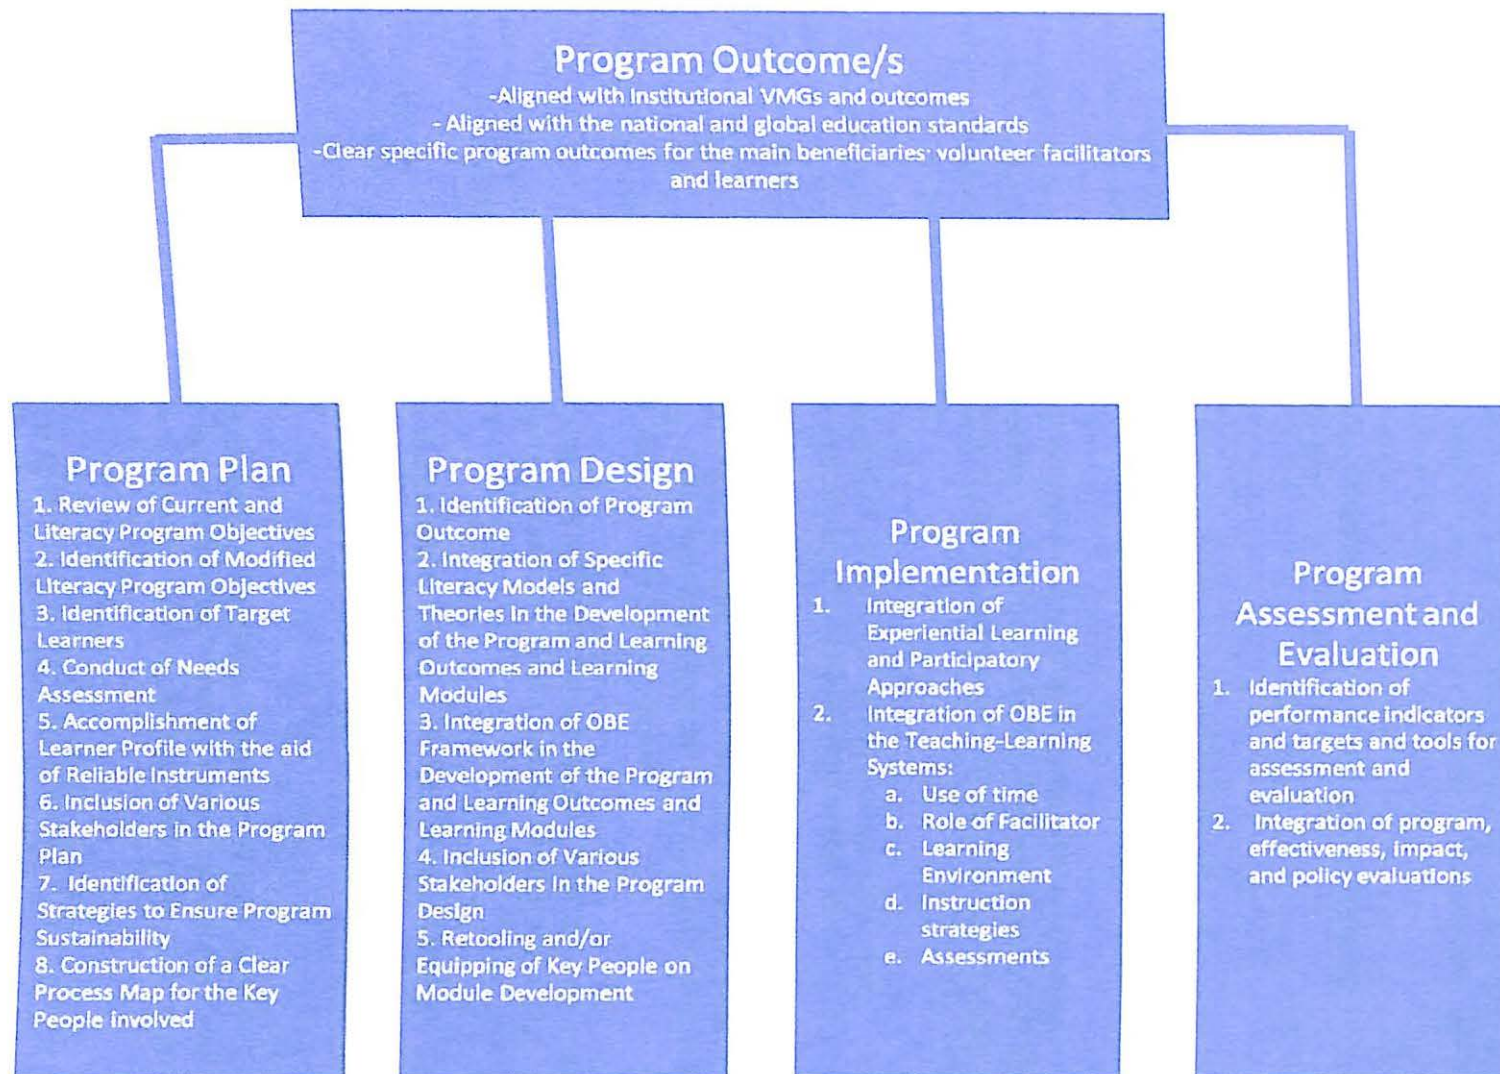 Program Outcome/s
-Aligned with institutional VMGs and outcomes
- Aligned with the national and global education standards
-Clear specific program outcomes for the main beneficiaries: volunteer facilitators
and learners
Program Plan
1. Review of Current and
Literacy Program Objectives
2. Identification of Modified
Literacy Program Objectives
3. Identification of Target
Learners
4. Conduct of Needs
Assessment
5. Accomplishment of
Learner Profile with the aid
of Reliable Instruments
6. Inclusion of Various
Stakeholders in the Program
Plan
7. Identification of
Strategies to Ensure Program
Sustainability
8. Construction of a Clear
Process Map for the Key
People involved
Program Design
1. Identification of Program
Outcome
2. Integration of Specific
Literacy Models and
Theories in the Development
of the Program and Learning
Outcomes and Learning
Modules
3. Integration of OBE
Framework in the
Development of the Program
and Learning Outcomes and
Learning Modules
4. Inclusion of Various
Stakeholders in the Program
Design
5. Retooling and/or
Equipping of Key People on
Module Development
Program
Implementation
1. Integration of
Experiential Learning
and Participatory
Approaches
2. Integration of OBE in
the Teaching-Learning
Systems:
a. Use of time
b. Role of Facilitator
c. Learning
Environment
d. Instruction
strategies
e. Assessments
Program
Assessment and
Evaluation
1. Identification of
performance indicators
and targets and tools for
assessment and
evaluation
2. Integration of program,
effectiveness, impact,
and policy evaluations